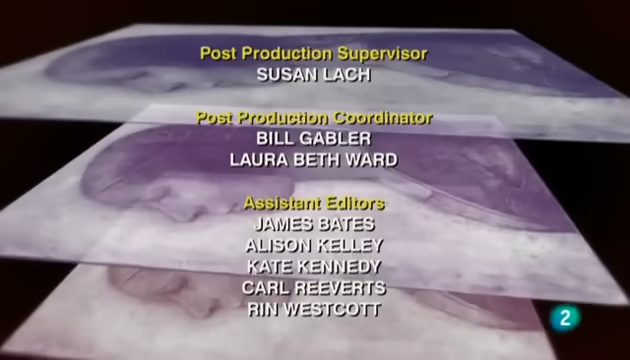 Post Production Supervisor
SUSAN LACH
Post Production Coordinator
BILL GABLER
LAURA BETH WARD
Assistant Editors
JAMES BATES
ALISON KELLEY
KATE KENNEDY
CARL REEVERTS
RIN WESTCOTT
2